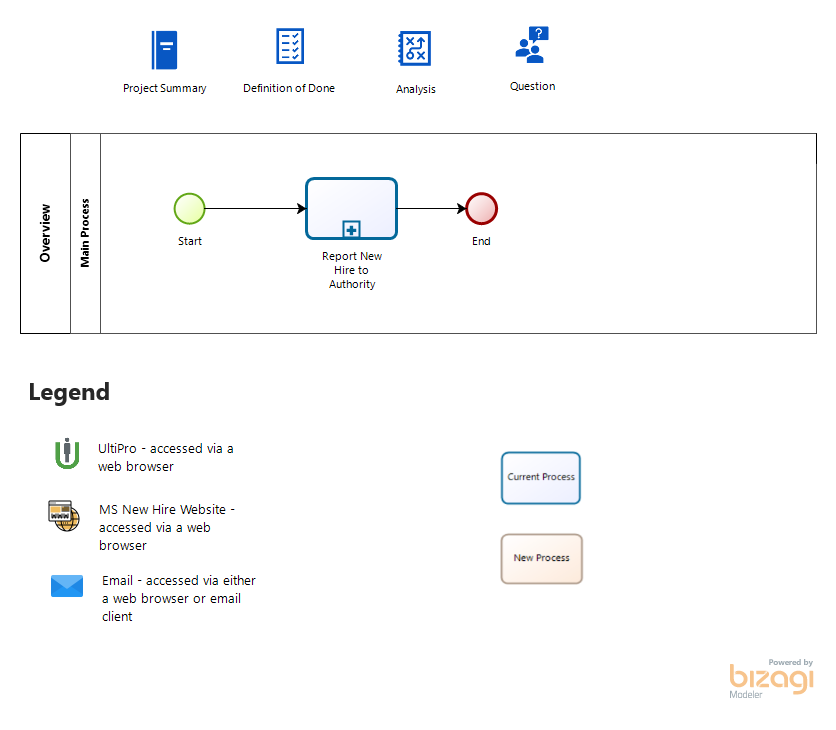 Project Summary
Definition of Done
Analysis
Question
?
Overview
Main Process
Start
Report New
Hire to
Authority
End
Legend
UltiPro - accessed via a
web browser
MS New Hire Website -
accessed via a web
browser
Email - accessed via either
a web browser or email
client
Current Process
New Process
Powered by
bizagi
Modeler